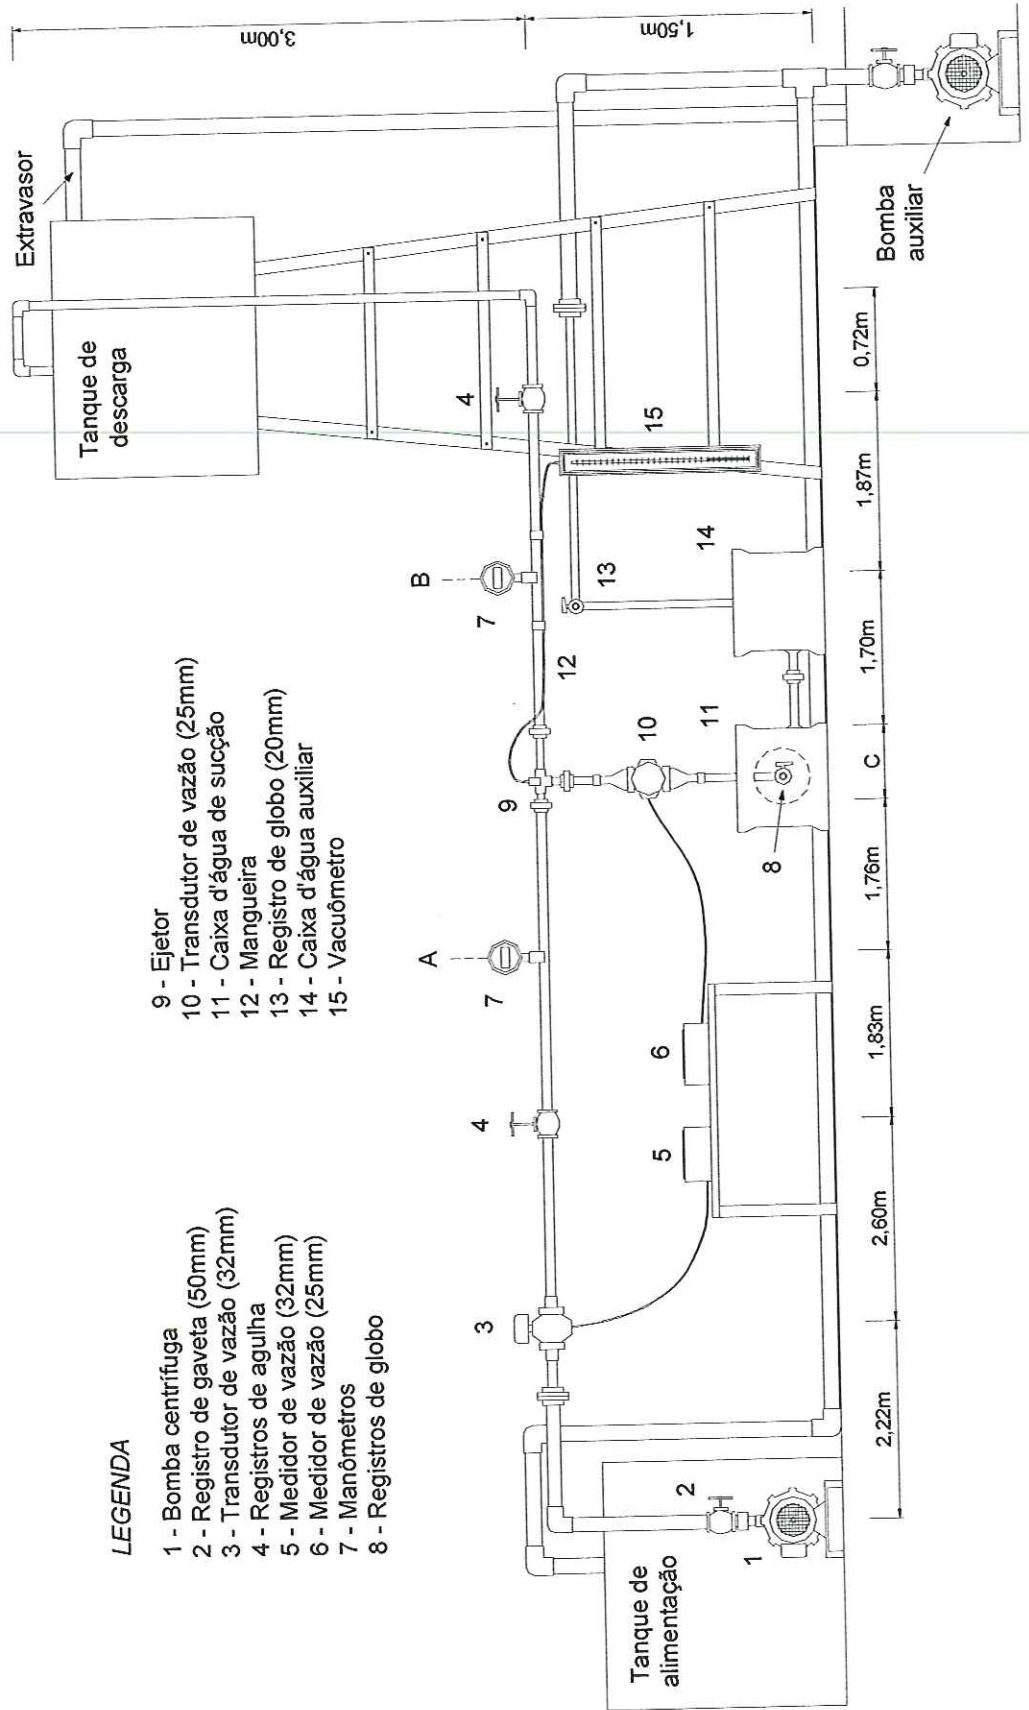 LEGENDA
1 - Bomba centrífuga
2 - Registro de gaveta (50mm)
3 - Transdutor de vazão (32mm)
4 - Registros de agulha
5 - Medidor de vazão (32mm)
6 - Medidor de vazão (25mm)
7 - Manômetros
8 - Registros de globo
9 - Ejetor
10 - Transdutor de vazão (25mm)
11 - Caixa d'água de sucção
12 - Mangueira
13 - Registro de globo (20mm)
14 - Caixa d'água auxiliar
15 - Vacuômetro
Extravasor
Tanque de
descarga
3,00m
1,50m
A
B
7
7
4
4
3
9
12
13
15
10
14
11
5
6
8
2
1
Tanque de
alimentação
Bomba
auxiliar
2,22m
2,60m
1,83m
1,76m
C
1,70m
1,87m
0,72m